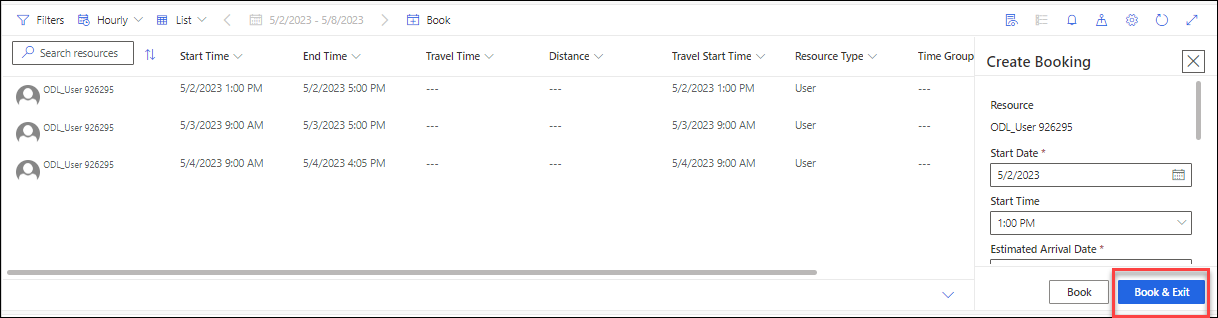 Filters Hourly List 5/2/2023 - 5/8/2023 Book
Search resources Start Time End Time Travel Time Distance Travel Start Time Resource Type Time Group
ODL_User 926295 5/2/2023 1:00 PM 5/2/2023 5:00 PM --- --- 5/2/2023 1:00 PM User ---
ODL_User 926295 5/3/2023 9:00 AM 5/3/2023 5:00 PM --- --- 5/3/2023 9:00 AM User ---
ODL_User 926295 5/4/2023 9:00 AM 5/4/2023 4:05 PM --- --- 5/4/2023 9:00 AM User ---
Create Booking
Resource
ODL_User 926295
Start Date *
5/2/2023
Start Time
1:00 PM
Estimated Arrival Date *
Book Book & Exit